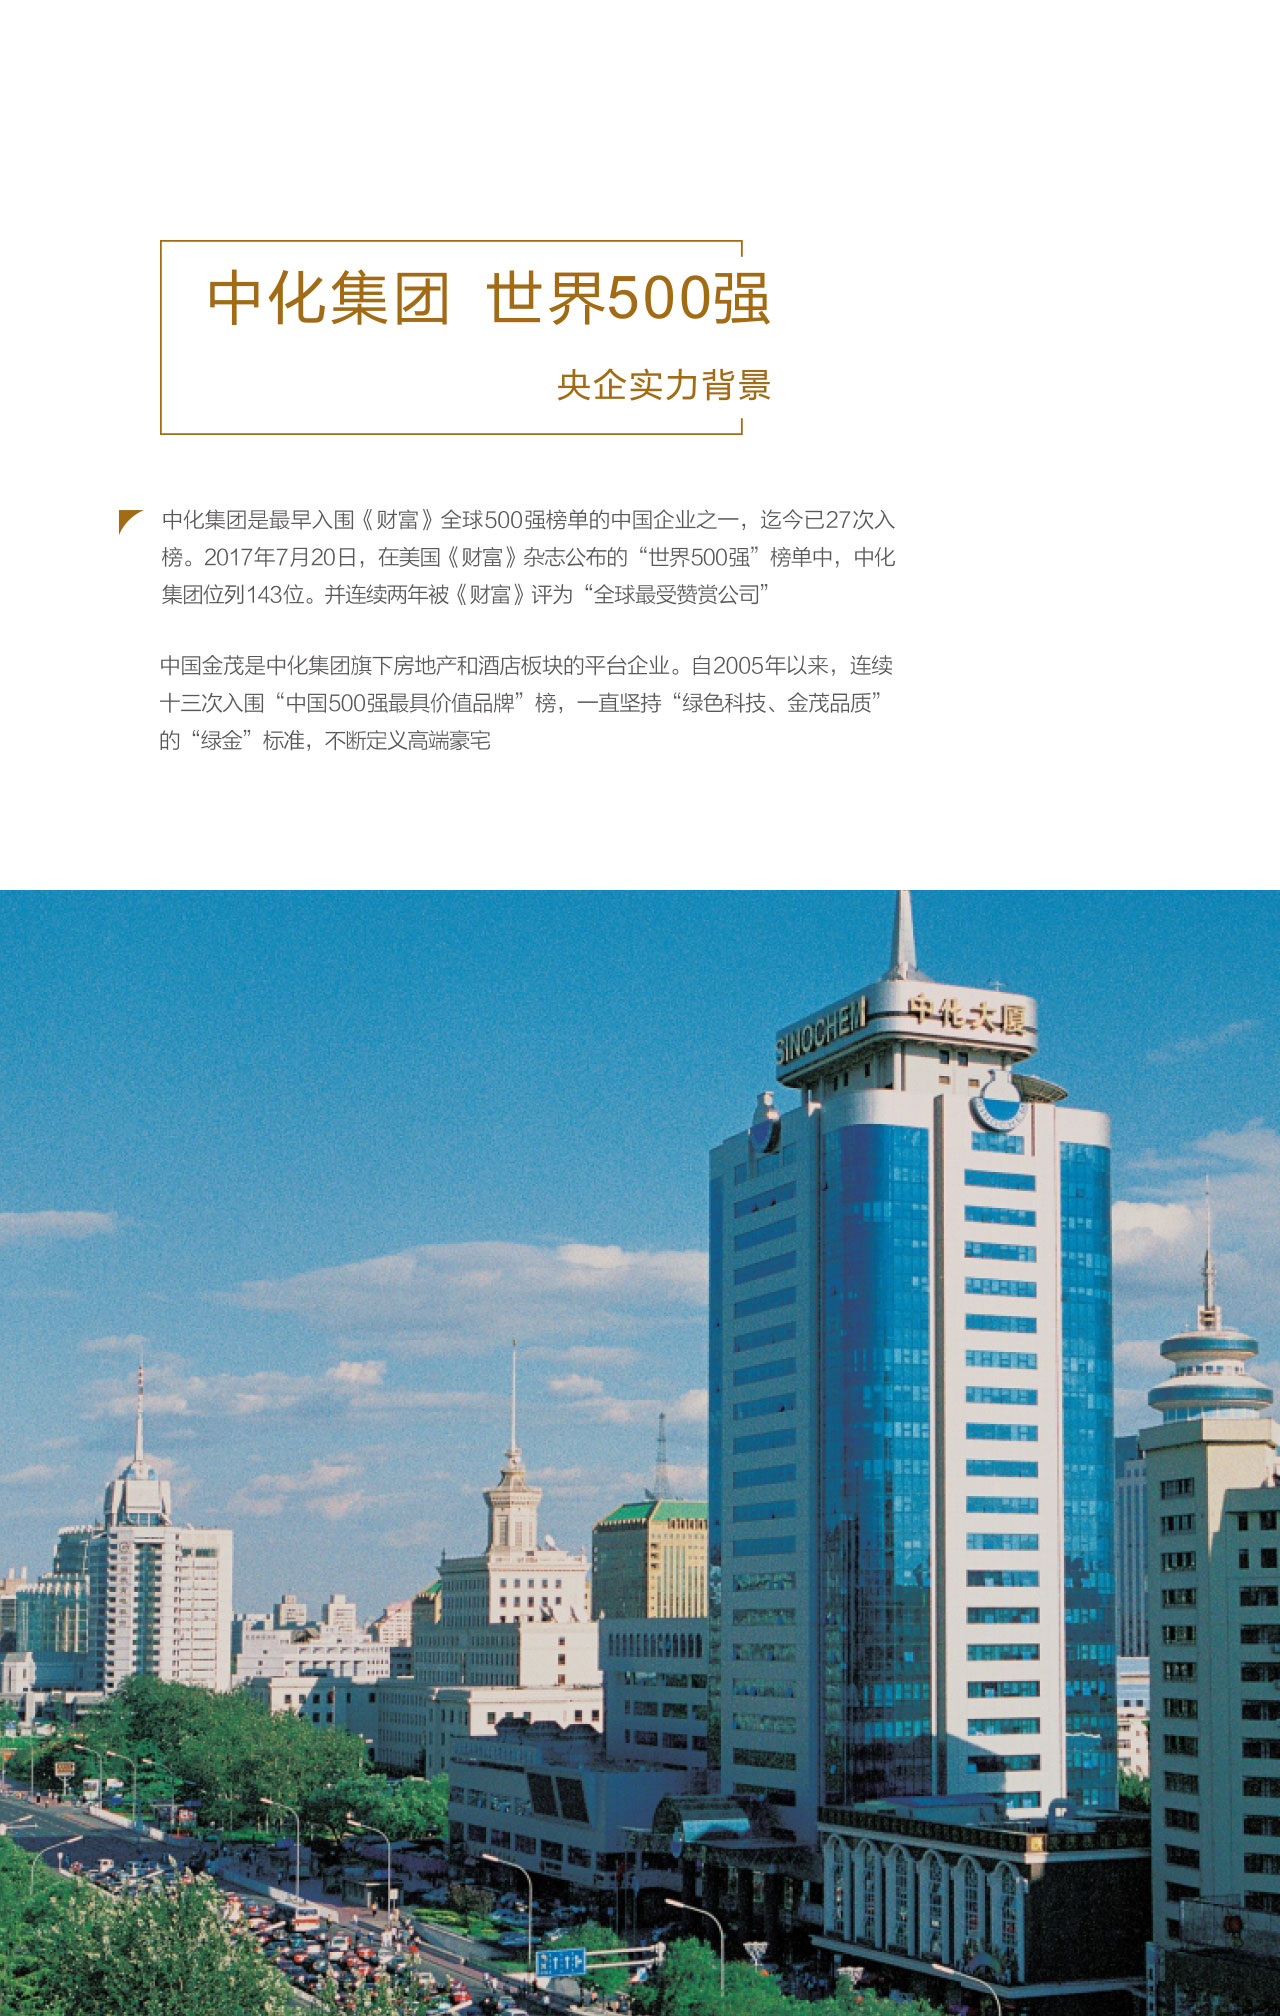 中化集团 世界500强
央企实力背景
中化集团是最早入围《财富》全球500强榜单的中国企业之一，迄今已27次入
榜。2017年7月20日，在美国《财富》杂志公布的“世界500强”榜单中，中化
集团位列143位。并连续两年被《财富》评为“全球最受赞赏公司”
中国金茂是中化集团旗下房地产和酒店板块的平台企业。自2005年以来，连续
十三次入围“中国500强最具价值品牌”榜，一直坚持“绿色科技、金茂品质”
的“绿金”标准，不断定义高端豪宅
SINOCHEM 中化大厦
SINOCHEM